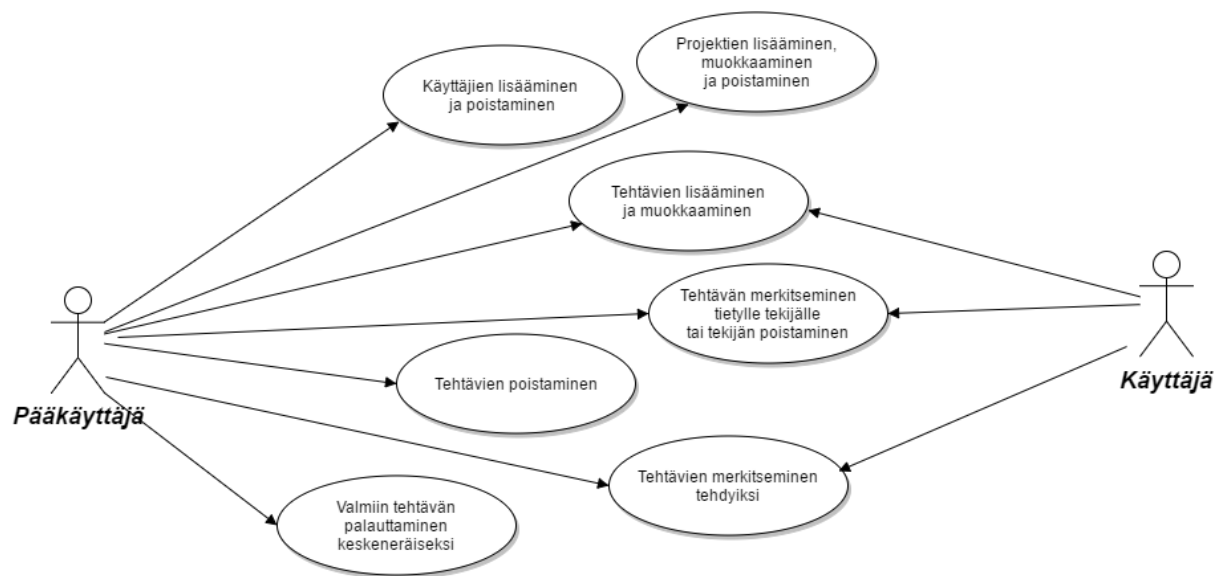 Projektien lisääminen,
muokkaaminen
ja poistaminen
Käyttäjien lisääminen
ja poistaminen
Tehtävien lisääminen
ja muokkaaminen
Tehtävän merkitseminen
tietylle tekijälle
tai tekijän poistaminen
Tehtävien poistaminen
Käyttäjä
Pääkäyttäjä
Tehtävien merkitseminen
tehdyiksi
Valmiin tehtävän
palauttaminen
keskeneräiseksi